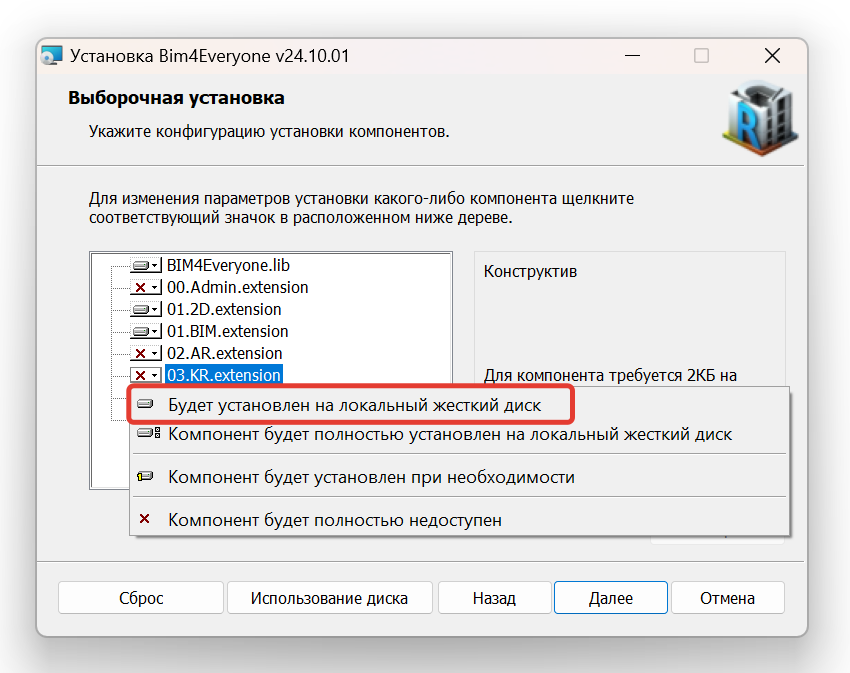 Установка Bim4Everyone v24.10.01
Выборочная установка
Укажите конфигурацию установки компонентов.
Для изменения параметров установки какого-либо компонента щелкните
соответствующий значок в расположенном ниже дереве.
BIM4Everyone.lib
00.Admin.extension
01.2D.extension
01.BIM.extension
02.AR.extension
03.KR.extension
Конструктив
Для компонента требуется 2КБ на
Будет установлен на локальный жесткий диск
Компонент будет полностью установлен на локальный жесткий диск
Компонент будет установлен при необходимости
Компонент будет полностью недоступен
Сброс
Использование диска
Назад
Далее
Отмена